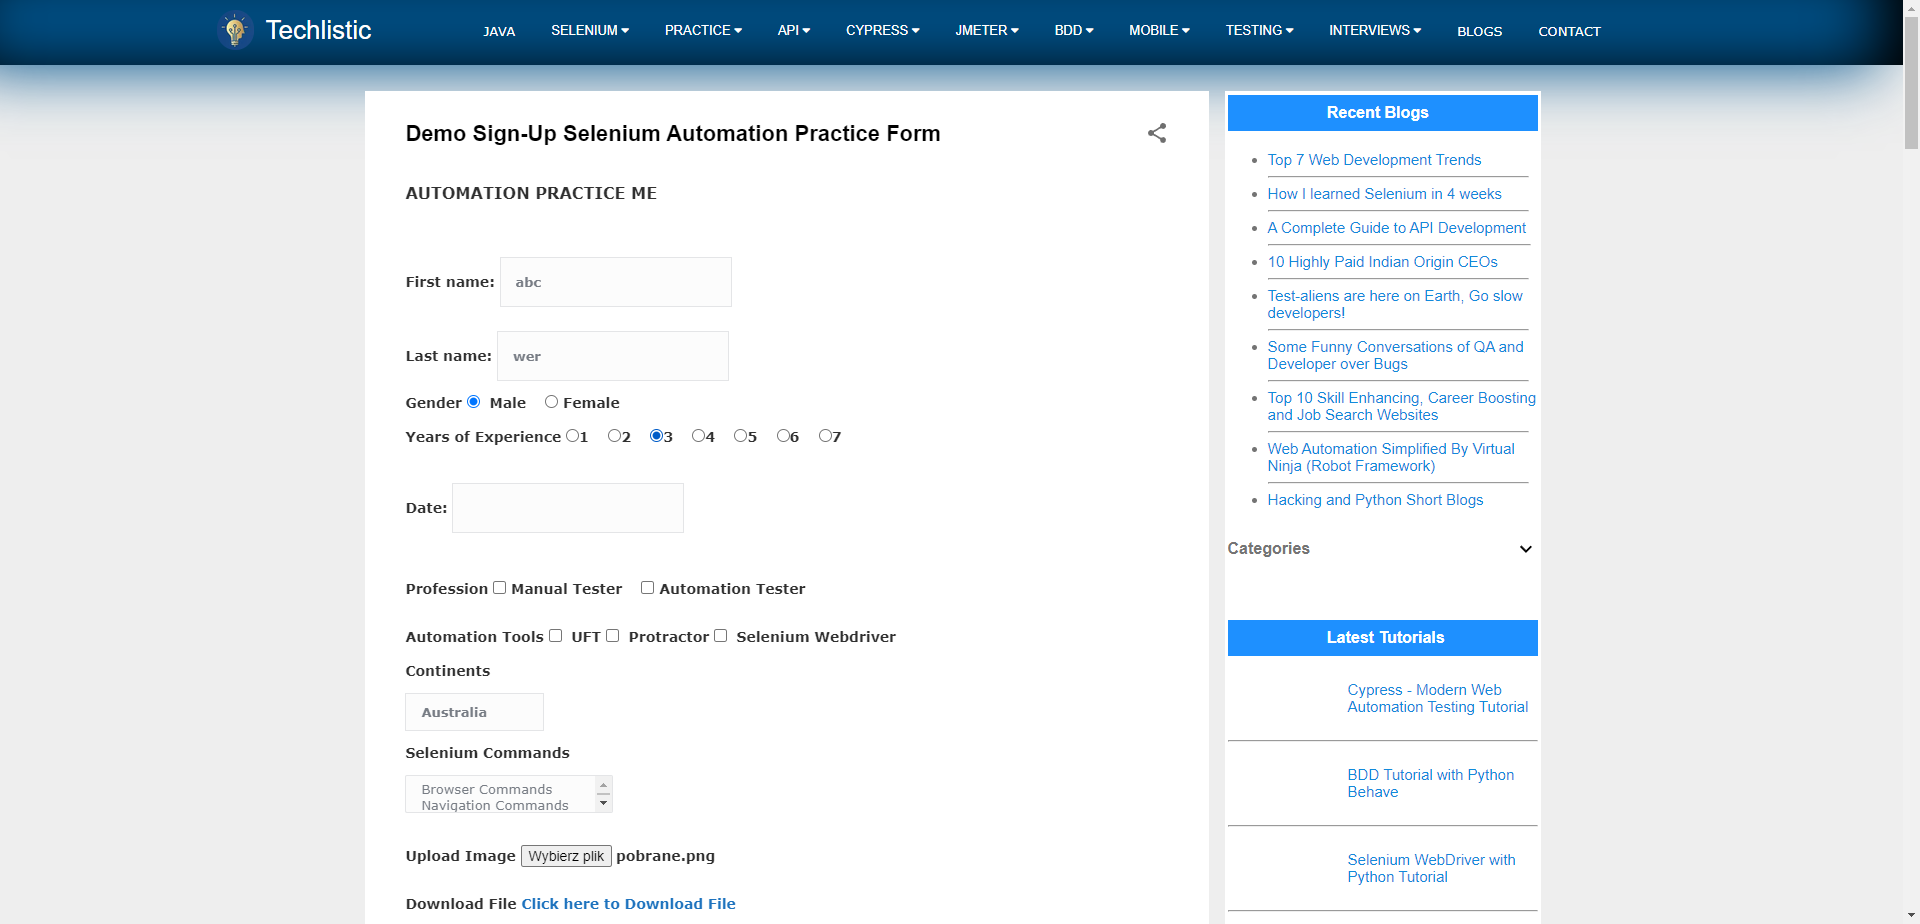 Techlistic JAVA SELENIUM PRACTICE API CYPRESS JMETER BDD MOBILE TESTING INTERVIEWS BLOGS CONTACT
Demo Sign-Up Selenium Automation Practice Form
AUTOMATION PRACTICE ME
First name: abc
Last name: wer
Gender Male Female
Years of Experience 1 2 3 4 5 6 7
Date:
Profession Manual Tester Automation Tester
Automation Tools UFT Protractor Selenium Webdriver
Continents
Australia
Selenium Commands
Browser Commands
Navigation Commands
Upload Image Wybierz plik pobrane.png
Download File Click here to Download File
Recent Blogs
Top 7 Web Development Trends
How I learned Selenium in 4 weeks
A Complete Guide to API Development
10 Highly Paid Indian Origin CEOs
Test-aliens are here on Earth, Go slow
developers!
Some Funny Conversations of QA and
Developer over Bugs
Top 10 Skill Enhancing, Career Boosting
and Job Search Websites
Web Automation Simplified By Virtual
Ninja (Robot Framework)
Hacking and Python Short Blogs
Categories
Latest Tutorials
Cypress - Modern Web
Automation Testing Tutorial
BDD Tutorial with Python
Behave
Selenium WebDriver with
Python Tutorial